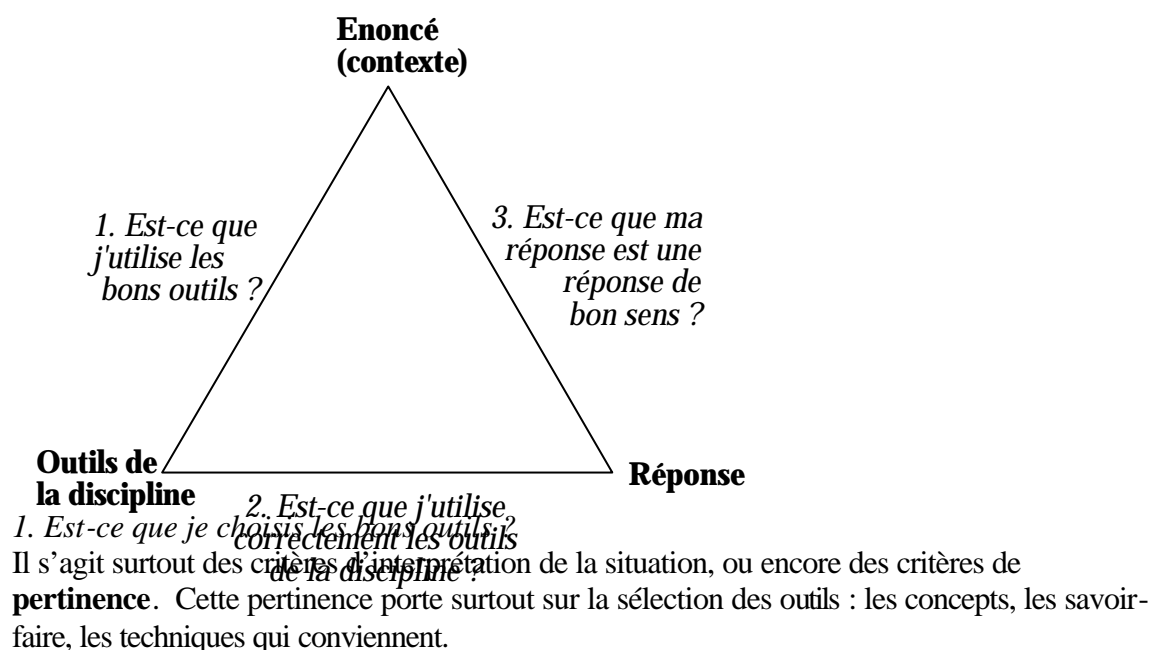 Enoncé
(contexte)
1. Est-ce que
j'utilise les
bons outils ?
3. Est-ce que ma
réponse est une
réponse de
bon sens ?
Outils de
la discipline
Réponse
2. Est-ce que j'utilise
correctement les outils
de la discipline ?
1. Est-ce que je choisis les bons outils ?
Il s’agit surtout des critères d’interprétation de la situation, ou encore des critères de
pertinence. Cette pertinence porte surtout sur la sélection des outils : les concepts, les savoir-
faire, les techniques qui conviennent.